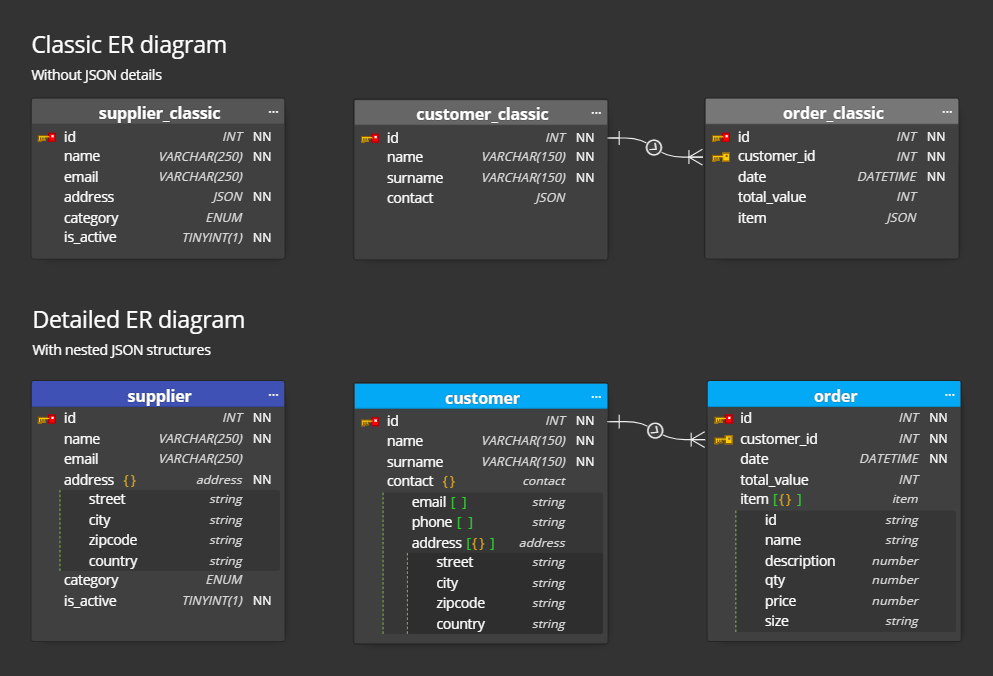 Classic ER diagram
Without JSON details
supplier_classic ...
id INT NN
name VARCHAR(250) NN
email VARCHAR(250)
address JSON NN
category ENUM
is_active TINYINT(1) NN
customer_classic ...
id INT NN
name VARCHAR(150) NN
surname VARCHAR(150) NN
contact JSON
order_classic ...
id INT NN
customer_id INT NN
date DATETIME NN
total_value INT
item JSON
Detailed ER diagram
With nested JSON structures
supplier ...
id INT NN
name VARCHAR(250) NN
email VARCHAR(250)
address {} address NN
street string
city string
zipcode string
country string
category ENUM
is_active TINYINT(1) NN
customer ...
id INT NN
name VARCHAR(150) NN
surname VARCHAR(150) NN
contact {} contact
email [ ] string
phone [ ] string
address [{} ] address
street string
city string
zipcode string
country string
order ...
id INT NN
customer_id INT NN
date DATETIME NN
total_value INT
item [{} ] item
id string
name string
description number
qty number
price number
size string